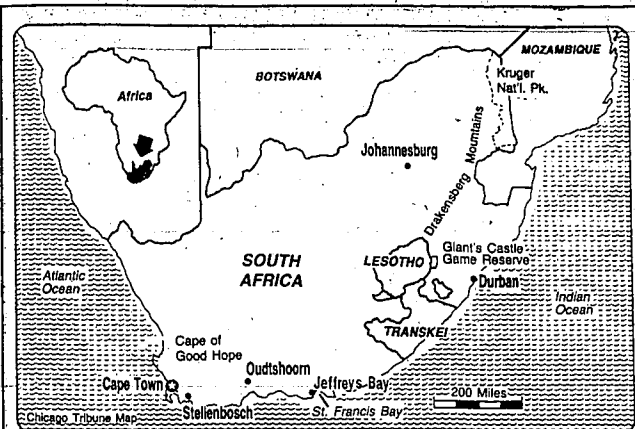 MOZAMBIQUE
Kruger
Nat'l. Pk.
BOTSWANA
Africa
Johannesburg
Drakensberg Mountains
SOUTH
AFRICA
LESOTHO
Giant's Castle
Game Reserve
Durban
Atlantic
Ocean
Indian
Ocean
TRANSKEI
Cape of
Good Hope
Oudtshoorn
Cape Town
Jeffreys Bay
200 Miles
Stellenbosch
St. Francis Bay
Chicago Tribune Map